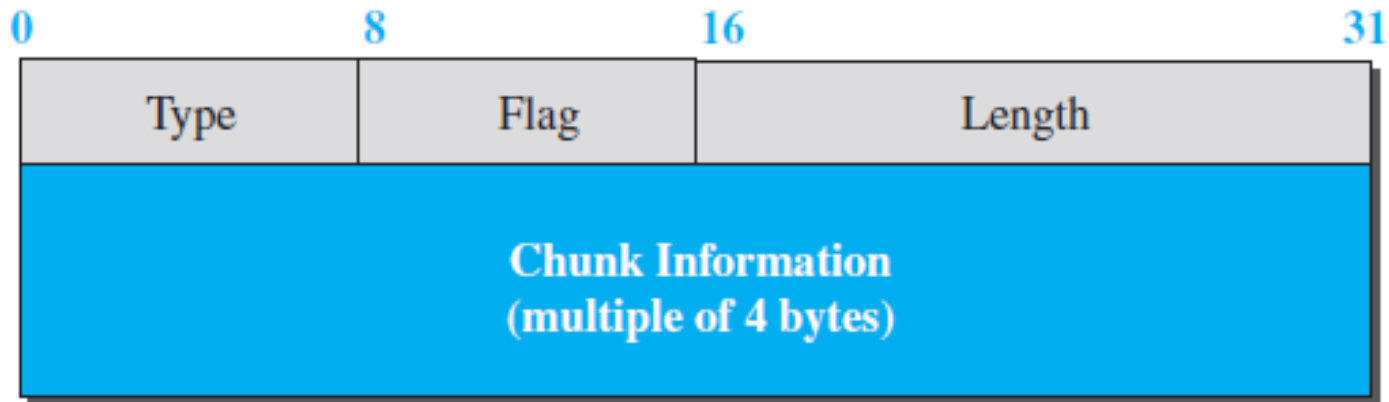 0 8 16 31
Type Flag Length
Chunk Information
(multiple of 4 bytes)